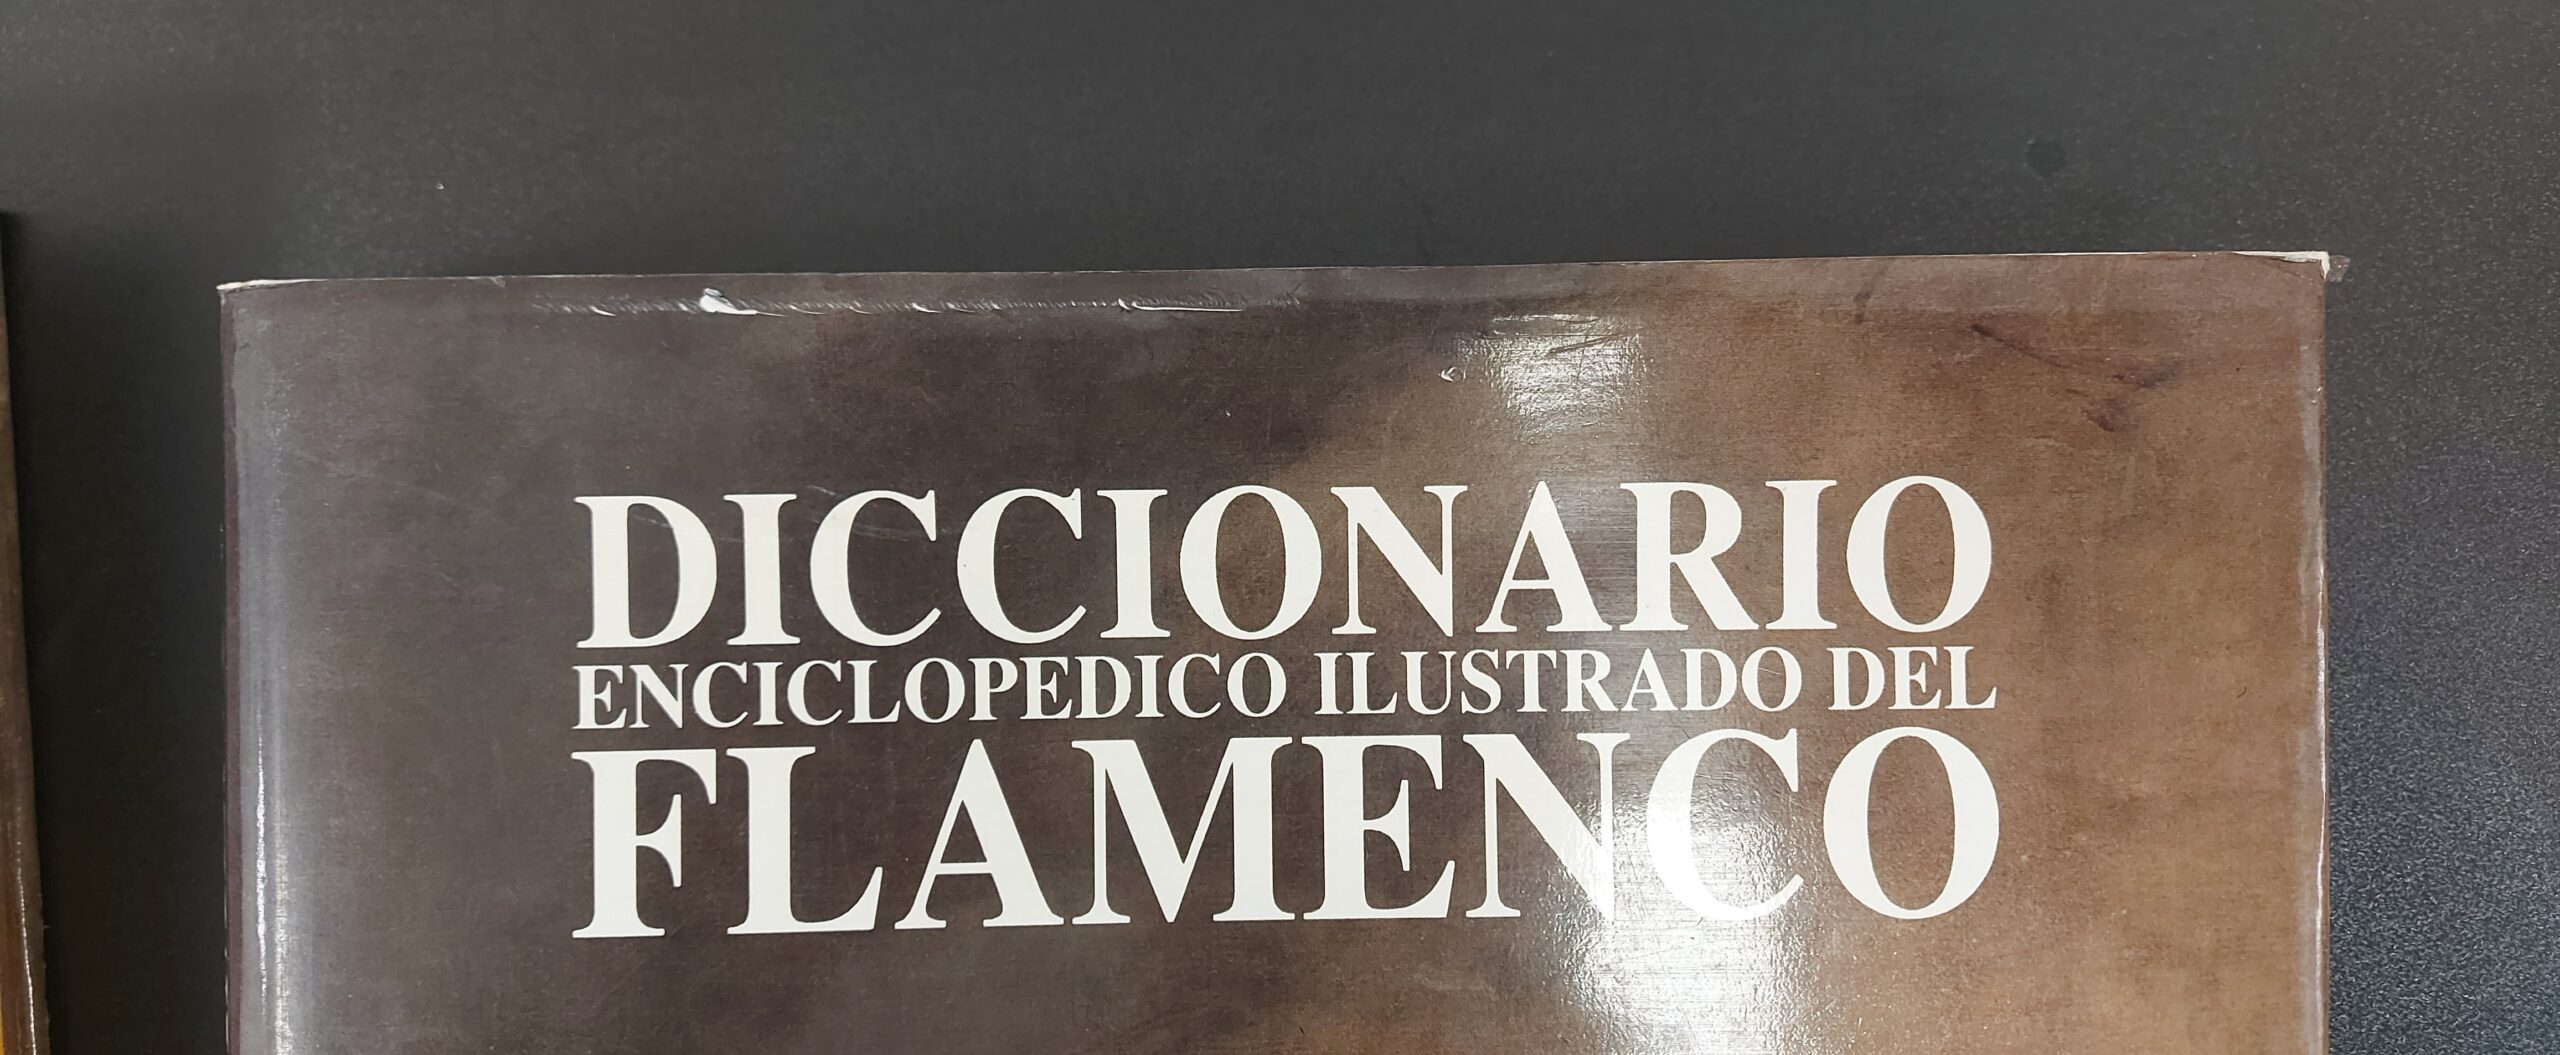 DICCIONARIO
ENCICLOPEDICO ILUSTRADO DEL
FLAMENCO